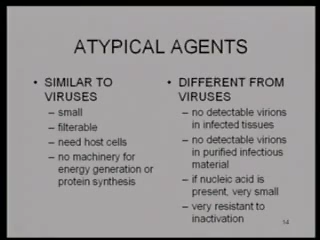 ATYPICAL AGENTS
• SIMILAR TO
VIRUSES
– small
– filterable
– need host cells
– no machinery for
energy generation or
protein synthesis
• DIFFERENT FROM
VIRUSES
– no detectable virions
in infected tissues
– no detectable virions
in purified infectious
material
– if nucleic acid is
present, very small
– very resistant to
inactivation
54